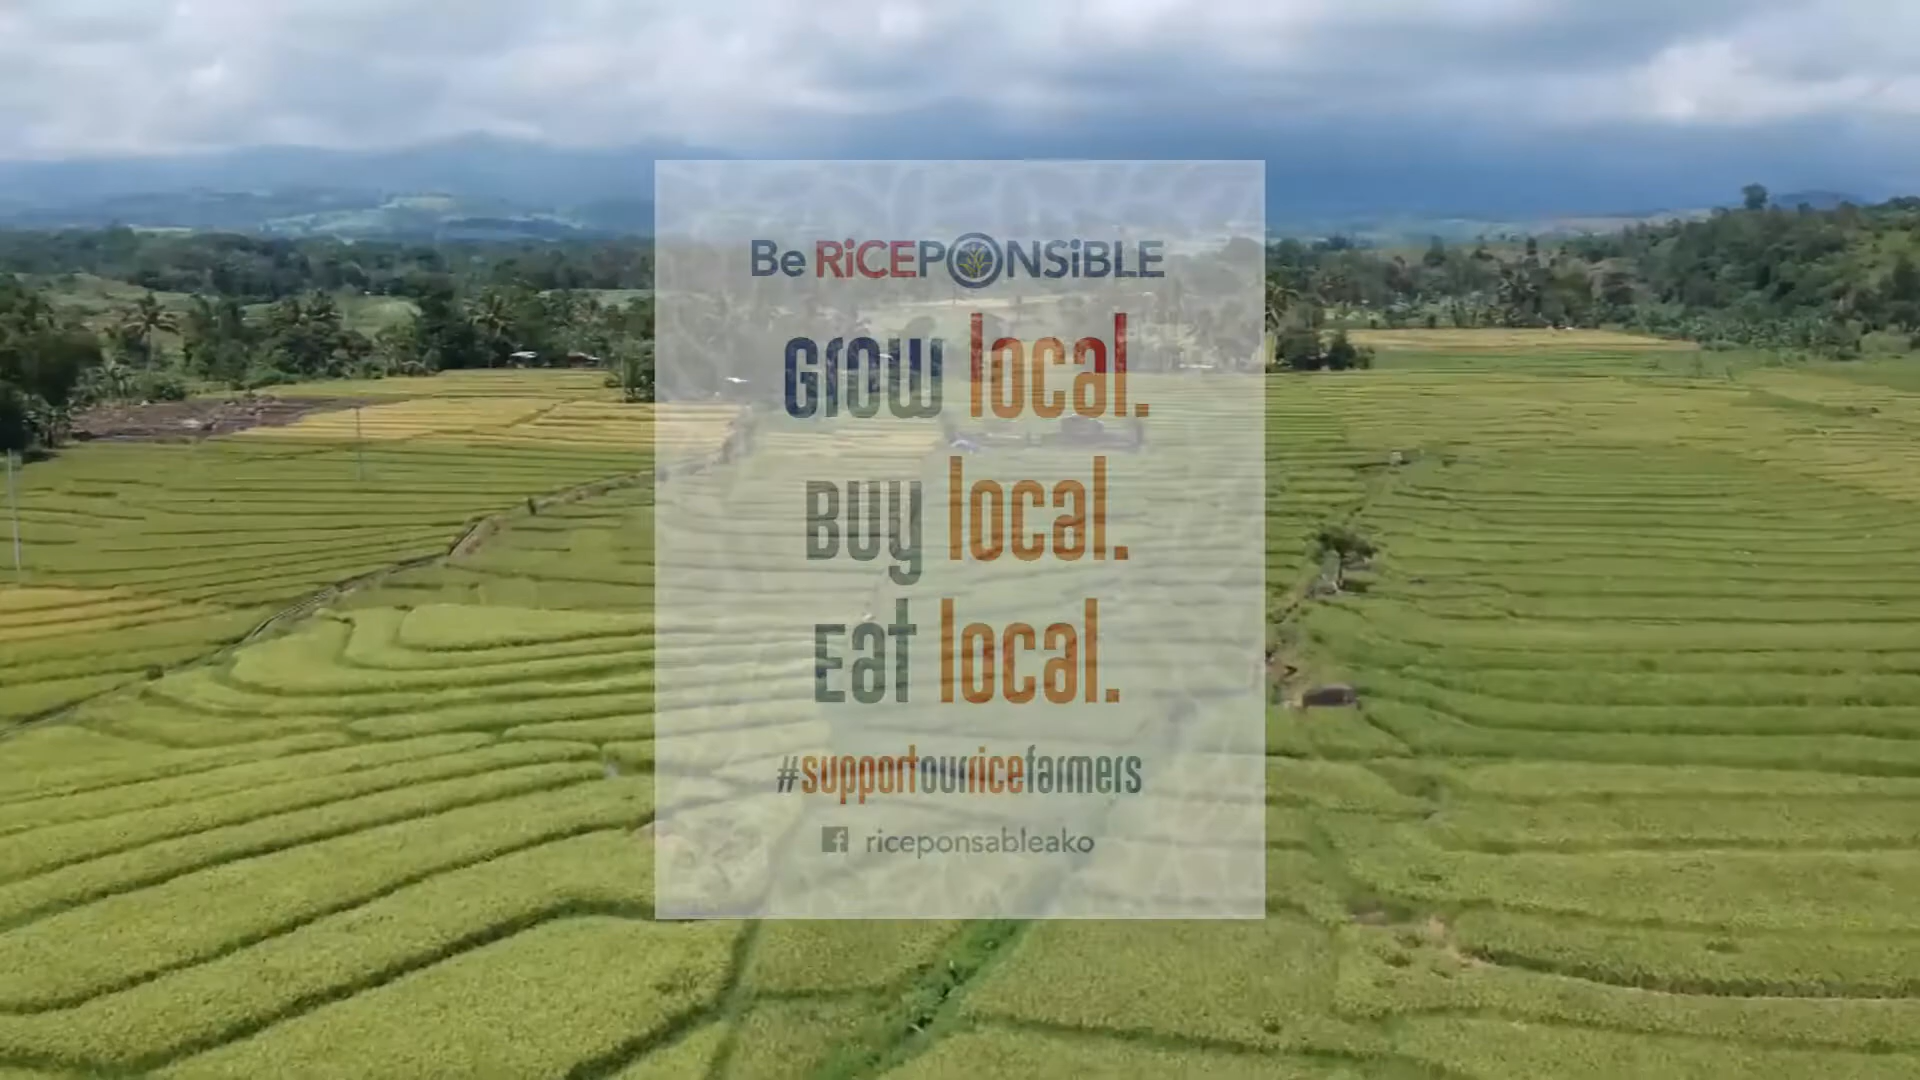 Be RiCEPONSiBLE
Grow local.
Buy local.
Eat local.
#supportourricefarmers
riceponsableako